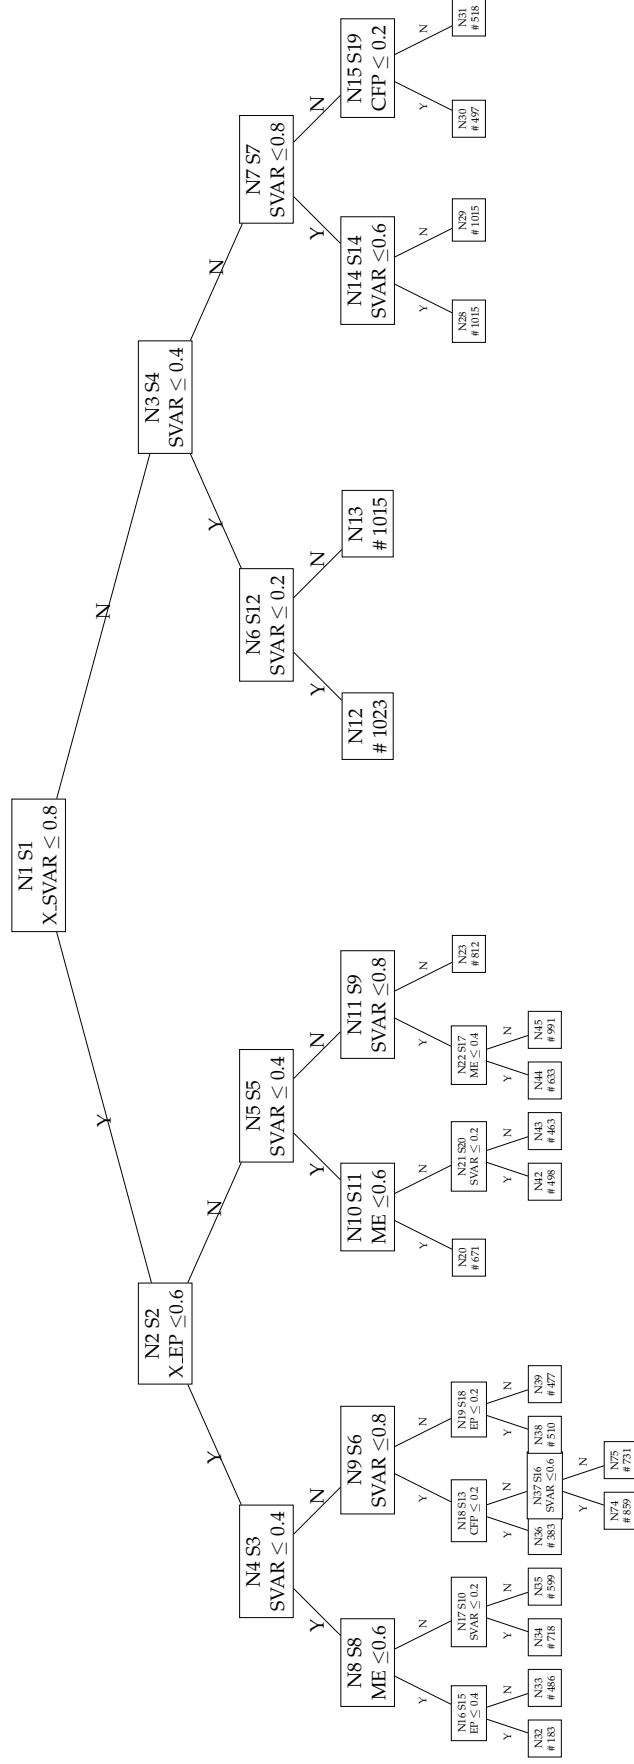 N1 S1
X_SVAR ≤ 0.8
Y
N
N2 S2
X_EP ≤0.6
N3 S4
SVAR ≤ 0.4
Y
N
Y
N
N4 S3
SVAR ≤ 0.4
N5 S5
SVAR ≤ 0.4
N6 S12
SVAR ≤ 0.2
N7 S7
SVAR ≤0.8
Y
N
Y
N
Y
N
Y
N
N8 S8
ME ≤0.6
N9 S6
SVAR ≤0.8
N10 S11
ME ≤0.6
N11 S9
SVAR ≤0.8
N12
# 1023
N13
# 1015
N14 S14
SVAR ≤0.6
N15 S19
CFP ≤ 0.2
Y
N
Y
N
Y
N
Y
N
Y
N
Y
N
N16 S15
EP ≤ 0.4
N17 S10
SVAR ≤ 0.2
N18 S13
CFP ≤ 0.2
N19 S18
EP ≤ 0.2
N20
# 671
N21 S20
SVAR ≤ 0.2
N22 S17
ME ≤ 0.4
N23
# 812
N28
# 1015
N29
# 1015
N30
# 497
N31
# 518
Y
N
Y
N
Y
N
Y
N
Y
N
Y
N
N32
# 183
N33
# 486
N34
# 718
N35
# 599
N36
# 383
N37 S16
SVAR ≤0.6
N38
# 510
N39
# 477
N42
# 498
N43
# 463
N44
# 633
N45
# 991
Y
N
N74
# 859
N75
# 731